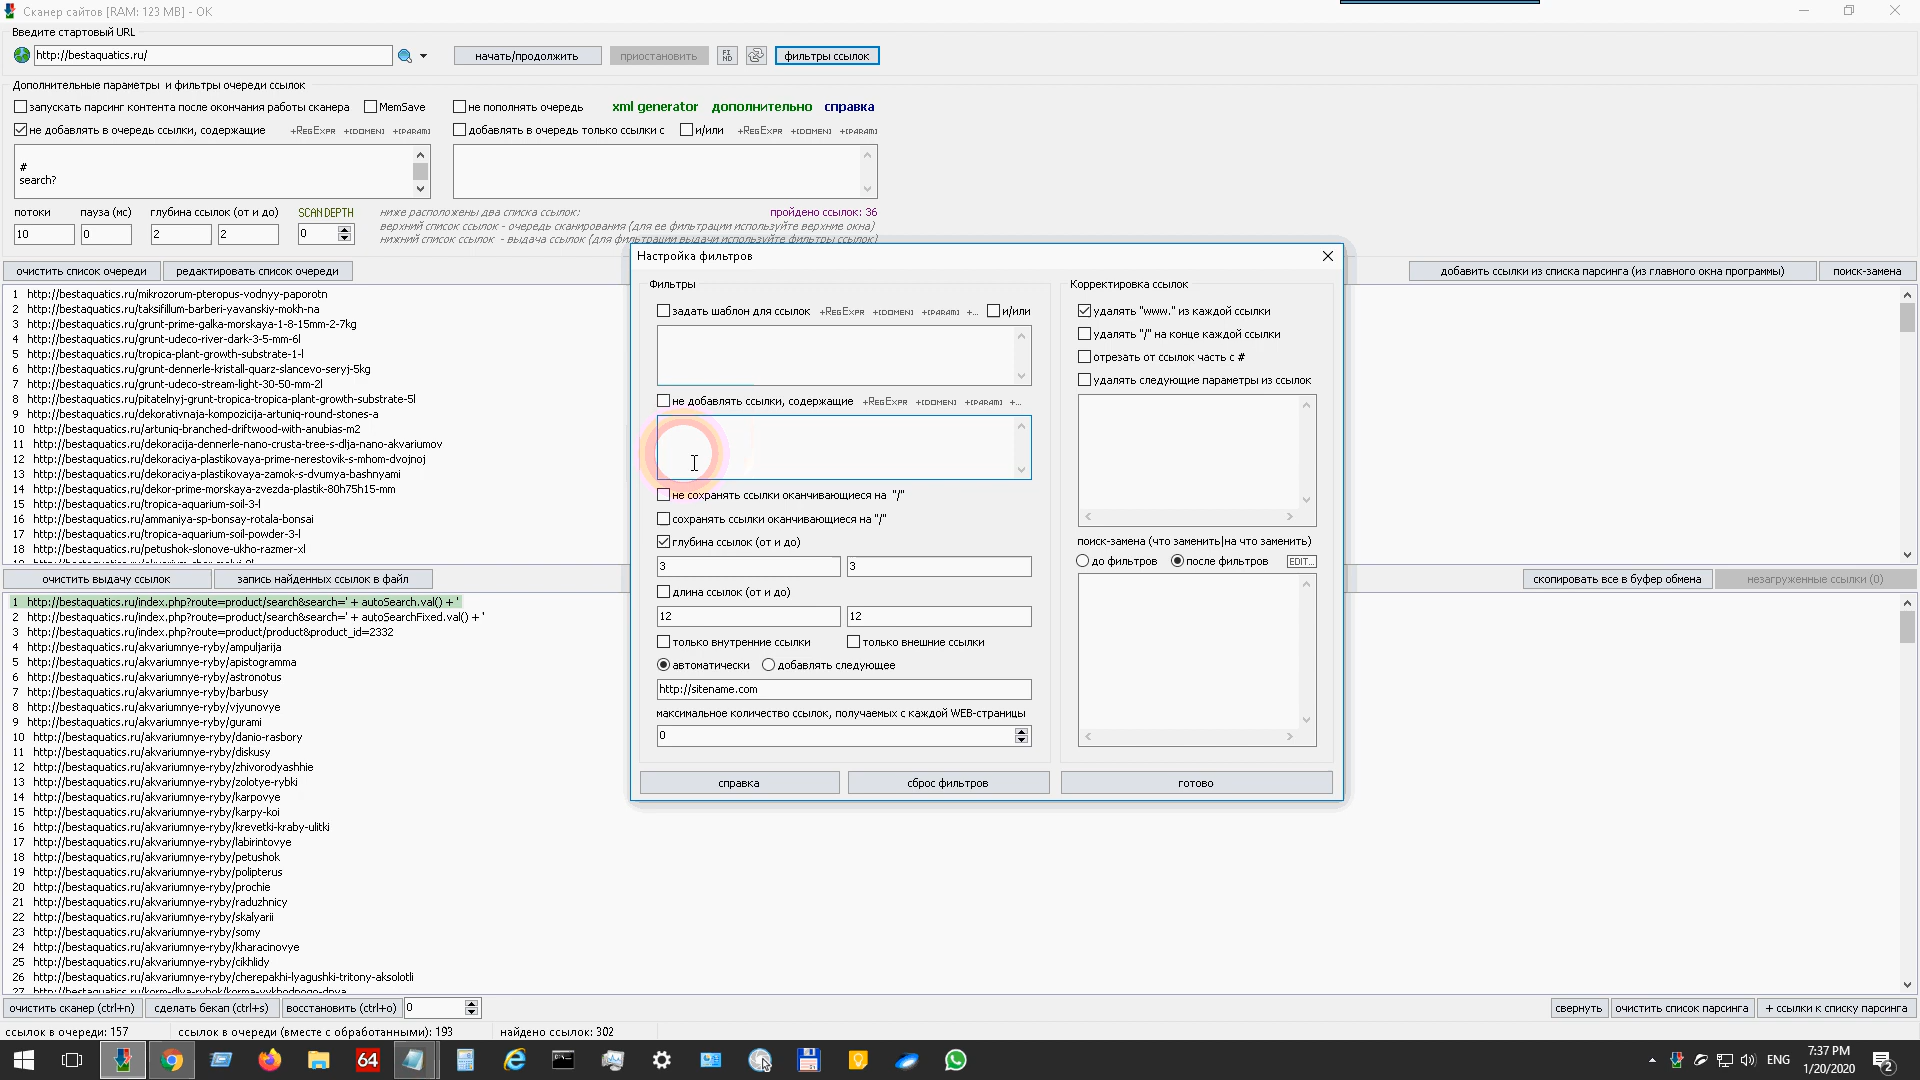 Сканер сайтов [RAM: 123 MB] - OK
Введите стартовый URL
http://bestaquatics.ru/
начать/продолжить
приостановить
FI
ND
фильтры ссылок
Дополнительные параметры и фильтры очереди ссылок
запускать парсинг контента после окончания работы сканера
MemSave
не пополнять очередь
xml generator
дополнительно
справка
не добавлять в очередь ссылки, содержащие
+RegExpr +[DOMEN] +[PARAM]
добавлять в очередь только ссылки с
и/или
+RegExpr +[DOMEN] +[PARAM]
#
search?
потоки
пауза (мс)
глубина ссылок (от и до)
SCAN DEPTH
10
0
2
2
0
ниже расположены два списка ссылок:
пройдено ссылок: 36
верхний список ссылок - очередь сканирования (для ее фильтрации используйте верхние окна)
нижний список ссылок - выдача ссылок (для фильтрации выдачи используйте фильтры ссылок)
очистить список очереди
редактировать список очереди
добавить ссылки из списка парсинга (из главного окна программы)
поиск-замена
1 http://bestaquatics.ru/mikrozorum-pteropus-vodnyy-paporotn
2 http://bestaquatics.ru/taksifillum-barberi-yavanskiy-mokh-na
3 http://bestaquatics.ru/grunt-prime-galka-morskaya-1-8-15mm-2-7kg
4 http://bestaquatics.ru/grunt-udeco-river-dark-3-5-mm-6l
5 http://bestaquatics.ru/tropica-plant-growth-substrate-1-l
6 http://bestaquatics.ru/grunt-dennerle-kristall-quarz-slancevo-seryj-5kg
7 http://bestaquatics.ru/grunt-udeco-stream-light-30-50-mm-2l
8 http://bestaquatics.ru/pitatelnyj-grunt-tropica-tropica-plant-growth-substrate-5l
9 http://bestaquatics.ru/dekorativnaja-kompozicija-artuniq-round-stones-a
10 http://bestaquatics.ru/artuniq-branched-driftwood-with-anubias-m2
11 http://bestaquatics.ru/dekoracija-dennerle-nano-crusta-tree-s-dlja-nano-akvariumov
12 http://bestaquatics.ru/dekoraciya-plastikovaya-prime-nerestovik-s-mhom-dvojnoj
13 http://bestaquatics.ru/dekoraciya-plastikovaya-zamok-s-dvumya-bashnyami
14 http://bestaquatics.ru/dekor-prime-morskaya-zvezda-plastik-80h75h15-mm
15 http://bestaquatics.ru/tropica-aquarium-soil-3-l
16 http://bestaquatics.ru/ammaniya-sp-bonsay-rotala-bonsai
17 http://bestaquatics.ru/tropica-aquarium-soil-powder-3-l
18 http://bestaquatics.ru/petushok-slonove-ukho-razmer-xl
очистить выдачу ссылок
запись найденных ссылок в файл
скопировать все в буфер обмена
незагруженные ссылки (0)
1 http://bestaquatics.ru/index.php?route=product/search&search=' + autoSearch.val() + '
2 http://bestaquatics.ru/index.php?route=product/search&search=' + autoSearchFixed.val() + '
3 http://bestaquatics.ru/index.php?route=product/product&product_id=2332
4 http://bestaquatics.ru/akvariumnye-ryby/ampuljarija
5 http://bestaquatics.ru/akvariumnye-ryby/apistogramma
6 http://bestaquatics.ru/akvariumnye-ryby/astronotus
7 http://bestaquatics.ru/akvariumnye-ryby/barbusy
8 http://bestaquatics.ru/akvariumnye-ryby/vjyunovye
9 http://bestaquatics.ru/akvariumnye-ryby/gurami
10 http://bestaquatics.ru/akvariumnye-ryby/danio-rasbory
11 http://bestaquatics.ru/akvariumnye-ryby/diskusy
12 http://bestaquatics.ru/akvariumnye-ryby/zhivorodyashhie
13 http://bestaquatics.ru/akvariumnye-ryby/zolotye-rybki
14 http://bestaquatics.ru/akvariumnye-ryby/karpovye
15 http://bestaquatics.ru/akvariumnye-ryby/karpy-koi
16 http://bestaquatics.ru/akvariumnye-ryby/krevetki-kraby-ulitki
17 http://bestaquatics.ru/akvariumnye-ryby/labirintovye
18 http://bestaquatics.ru/akvariumnye-ryby/petushok
19 http://bestaquatics.ru/akvariumnye-ryby/polipterus
20 http://bestaquatics.ru/akvariumnye-ryby/prochie
21 http://bestaquatics.ru/akvariumnye-ryby/raduzhnicy
22 http://bestaquatics.ru/akvariumnye-ryby/skalyarii
23 http://bestaquatics.ru/akvariumnye-ryby/somy
24 http://bestaquatics.ru/akvariumnye-ryby/kharacinovye
25 http://bestaquatics.ru/akvariumnye-ryby/cikhlidy
26 http://bestaquatics.ru/akvariumnye-ryby/cherepakhi-lyagushki-tritony-aksolotli
Настройка фильтров
Фильтры
задать шаблон для ссылок
+RegExpr +[DOMEN] +[PARAM] +...
и/или
не добавлять ссылки, содержащие
+RegExpr +[DOMEN] +[PARAM] +...
не сохранять ссылки оканчивающиеся на "/"
сохранять ссылки оканчивающиеся на "/"
глубина ссылок (от и до)
3
3
длина ссылок (от и до)
12
12
только внутренние ссылки
только внешние ссылки
автоматически
добавлять следующее
http://sitename.com
максимальное количество ссылок, получаемых с каждой WEB-страницы
0
справка
сброс фильтров
Корректировка ссылок
удалять "www." из каждой ссылки
удалять "/" на конце каждой ссылки
отрезать от ссылок часть с #
удалять следующие параметры из ссылок
поиск-замена (что заменить|на что заменить)
до фильтров
после фильтров
EDIT...
готово
очистить сканер (ctrl+n)
сделать бекап (ctrl+s)
восстановить (ctrl+o)
0
свернуть
очистить список парсинга
+ ссылки к списку парсинга
ссылок в очереди: 157
ссылок в очереди (вместе с обработанными): 193
найдено ссылок: 302
64
ENG
7:37 PM
1/20/2020
2